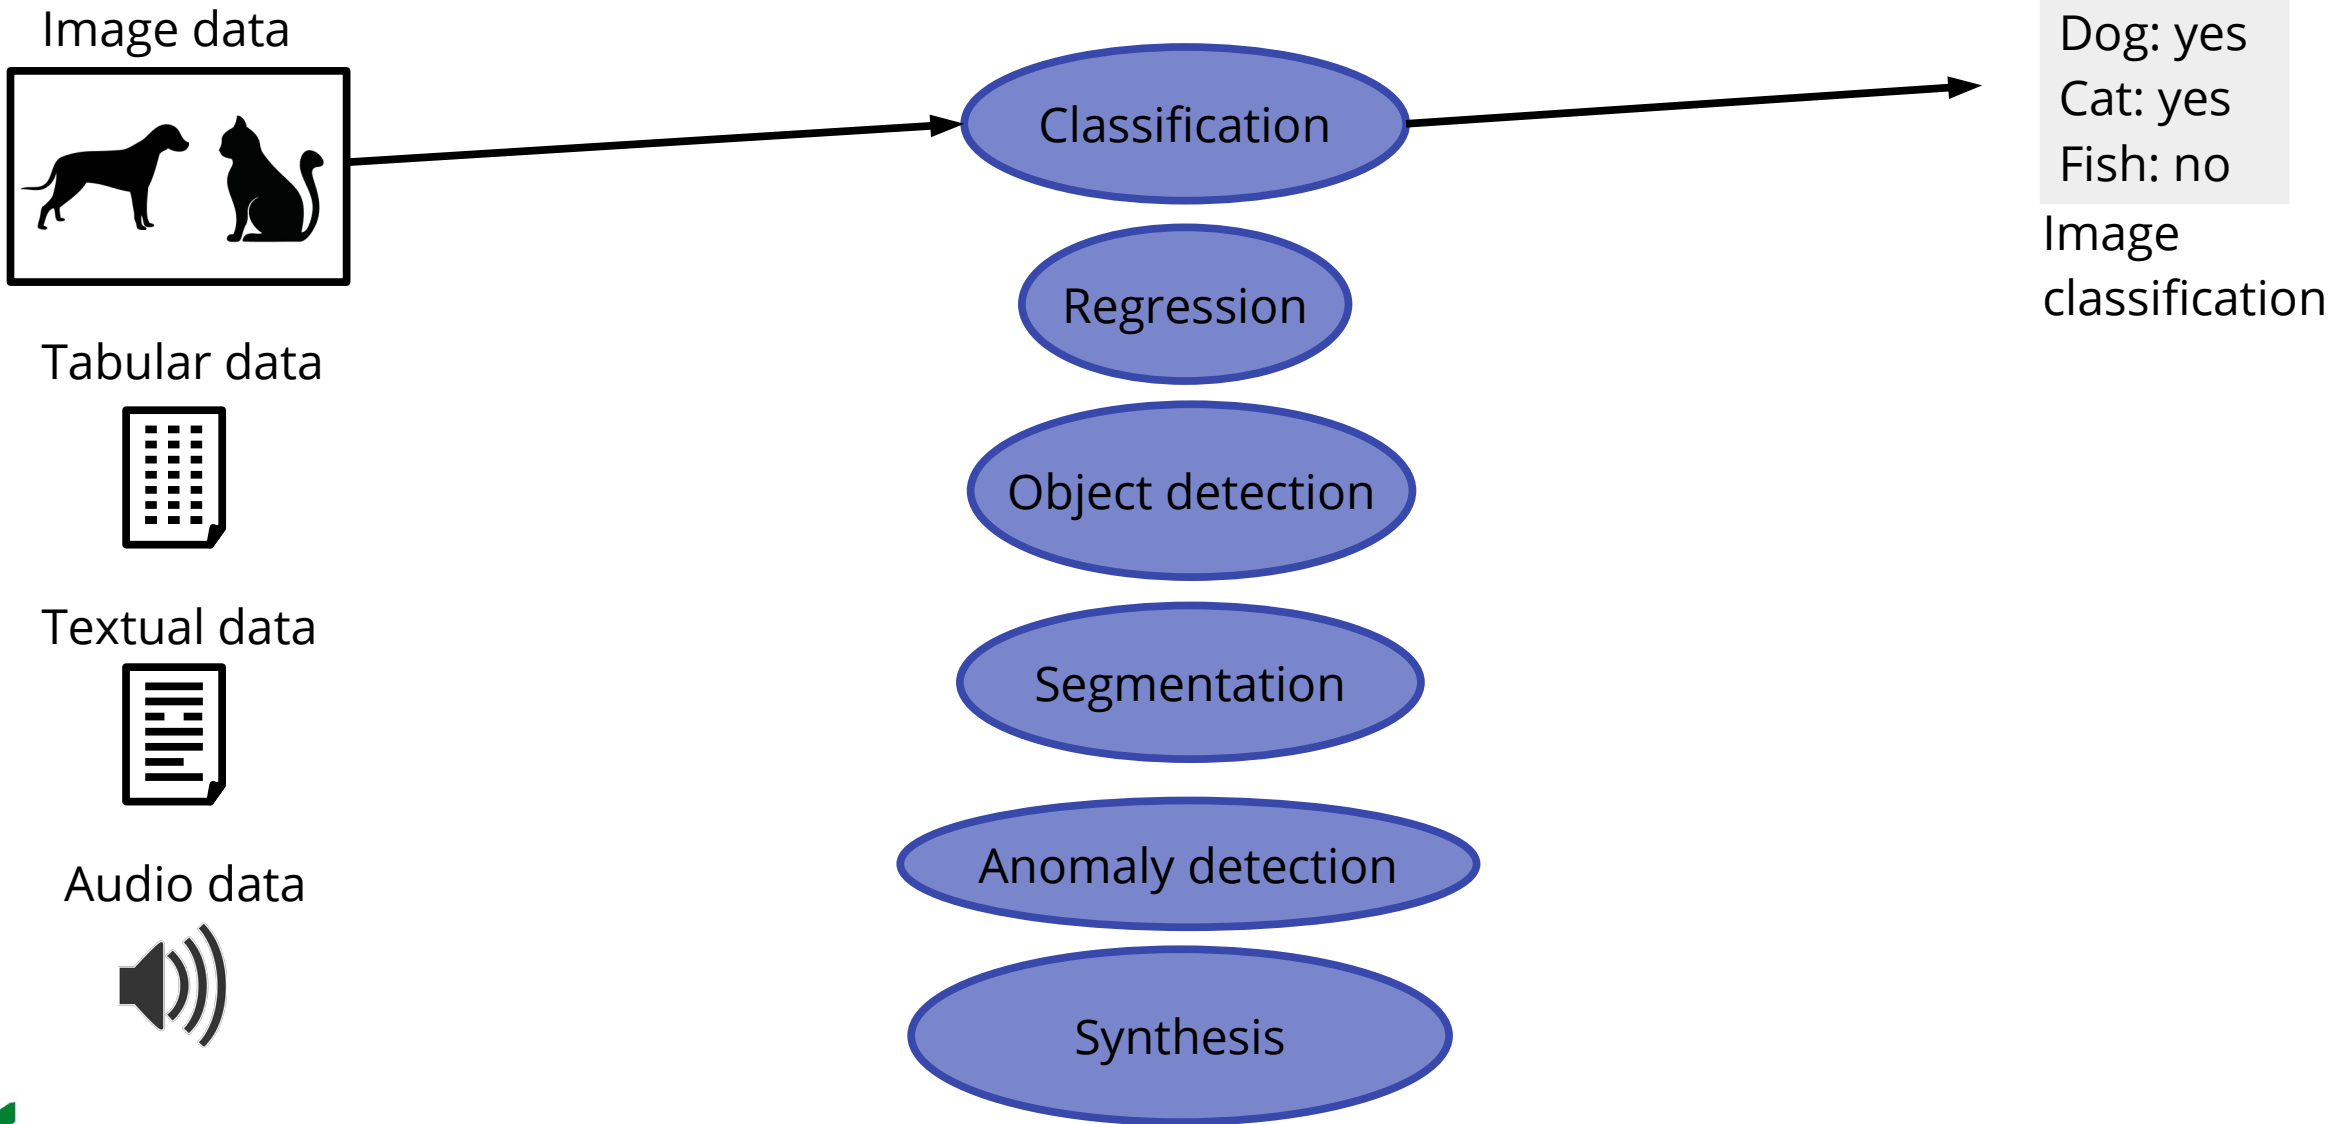 Image data
Tabular data
Textual data
Audio data
Classification
Regression
Object detection
Segmentation
Anomaly detection
Synthesis
Dog: yes
Cat: yes
Fish: no
Image
classification